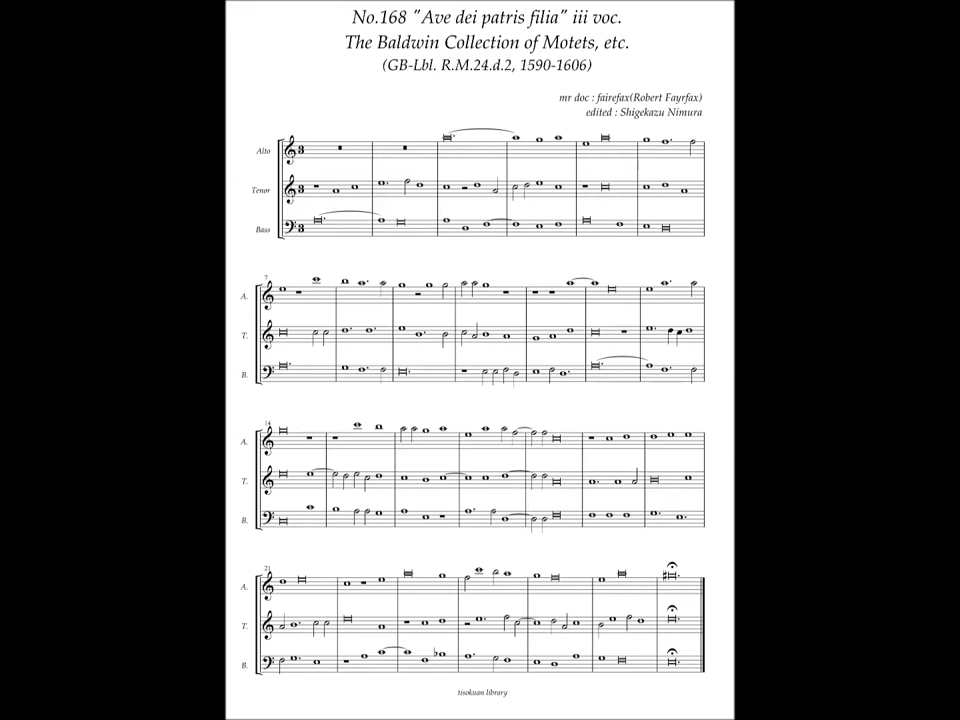 No.168 "Ave dei patris filia" iii voc.
The Baldwin Collection of Motets, etc.
(GB-Lbl. R.M.24.d.2, 1590-1606)
mr doc : fairefax(Robert Fayrfax)
edited : Shigekazu Nimura
Alto
Tenor
Bass
7
A.
T.
B.
14
A.
T.
B.
21
A.
T.
B.
tisokuan library